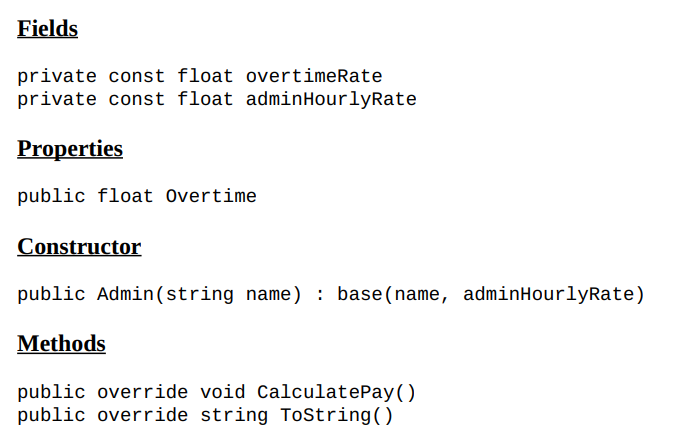 Fields
private const float overtimeRate
private const float adminHourlyRate
Properties
public float Overtime
Constructor
public Admin(string name) : base(name, adminHourlyRate)
Methods
public override void CalculatePay()
public override string ToString()